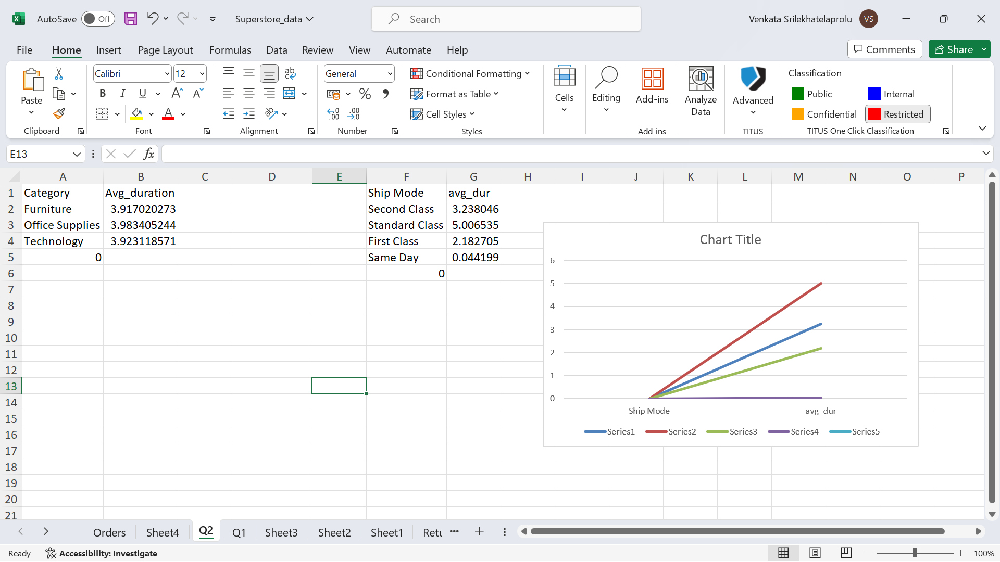 AutoSave Off Superstore_data Search Venkata Srilekhatelaprolu VS
File Home Insert Page Layout Formulas Data Review View Automate Help Comments Share
Paste
Clipboard
Calibri 12
B I U A A
A
Font
ab
c
Alignment
General
% 9
.00
.00
Number
Conditional Formatting
Format as Table
Cell Styles
Styles
Cells
Editing
Add-ins
Add-ins
Analyze
Data
Advanced
TITUS
Classification
Public Internal
Confidential Restricted
TITUS One Click Classification
E13 fx
A B C D E F G H I J K L M N O P
1 Category Avg_duration Ship Mode avg_dur
2 Furniture 3.917020273 Second Class 3.238046
3 Office Supplies 3.983405244 Standard Class 5.006535
4 Technology 3.923118571 First Class 2.182705
5 0 Same Day 0.044199
6 0
7
8
9
10
11
12
13
14
15
16
17
18
19
20
21
Chart Title
6
5
4
3
2
1
0
Ship Mode avg_dur
Series1 Series2 Series3 Series4 Series5
Orders Sheet4 Q2 Q1 Sheet3 Sheet2 Sheet1 Retu ...
Ready Accessibility: Investigate 100%